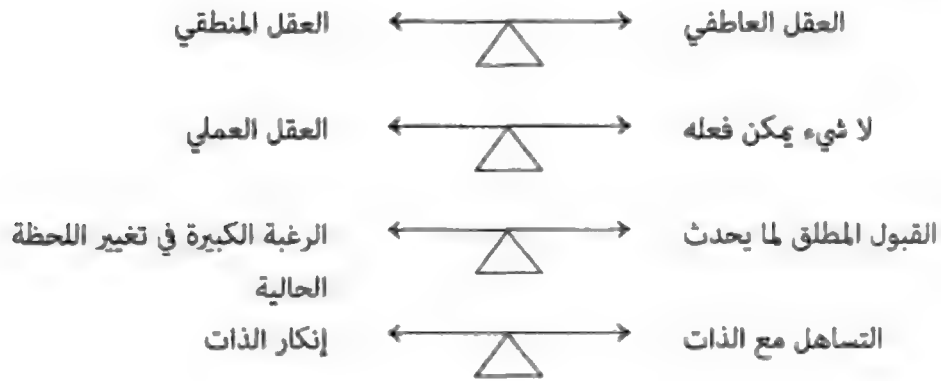 العقل العاطفي
العقل المنطقي
لا شيء يمكن فعله
العقل العملي
القبول المطلق لما يحدث
الرغبة الكبيرة في تغيير اللحظة
الحالية
التساهل مع الذات
إنكار الذات